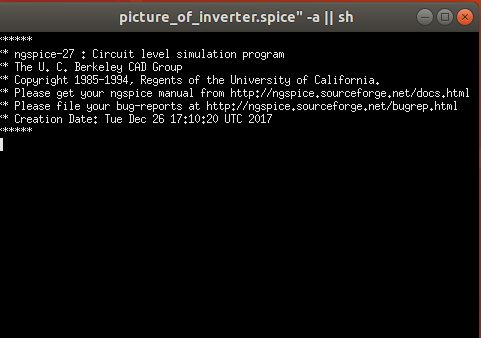 picture_of_inverter.spice" -a || sh
******
** ngspice-27 : Circuit level simulation program
** The U. C. Berkeley CAD Group
** Copyright 1985-1994, Regents of the University of California.
** Please get your ngspice manual from http://ngspice.sourceforge.net/docs.html
** Please file your bug-reports at http://ngspice.sourceforge.net/bugrep.html
** Creation Date: Tue Dec 26 17:10:20 UTC 2017
******